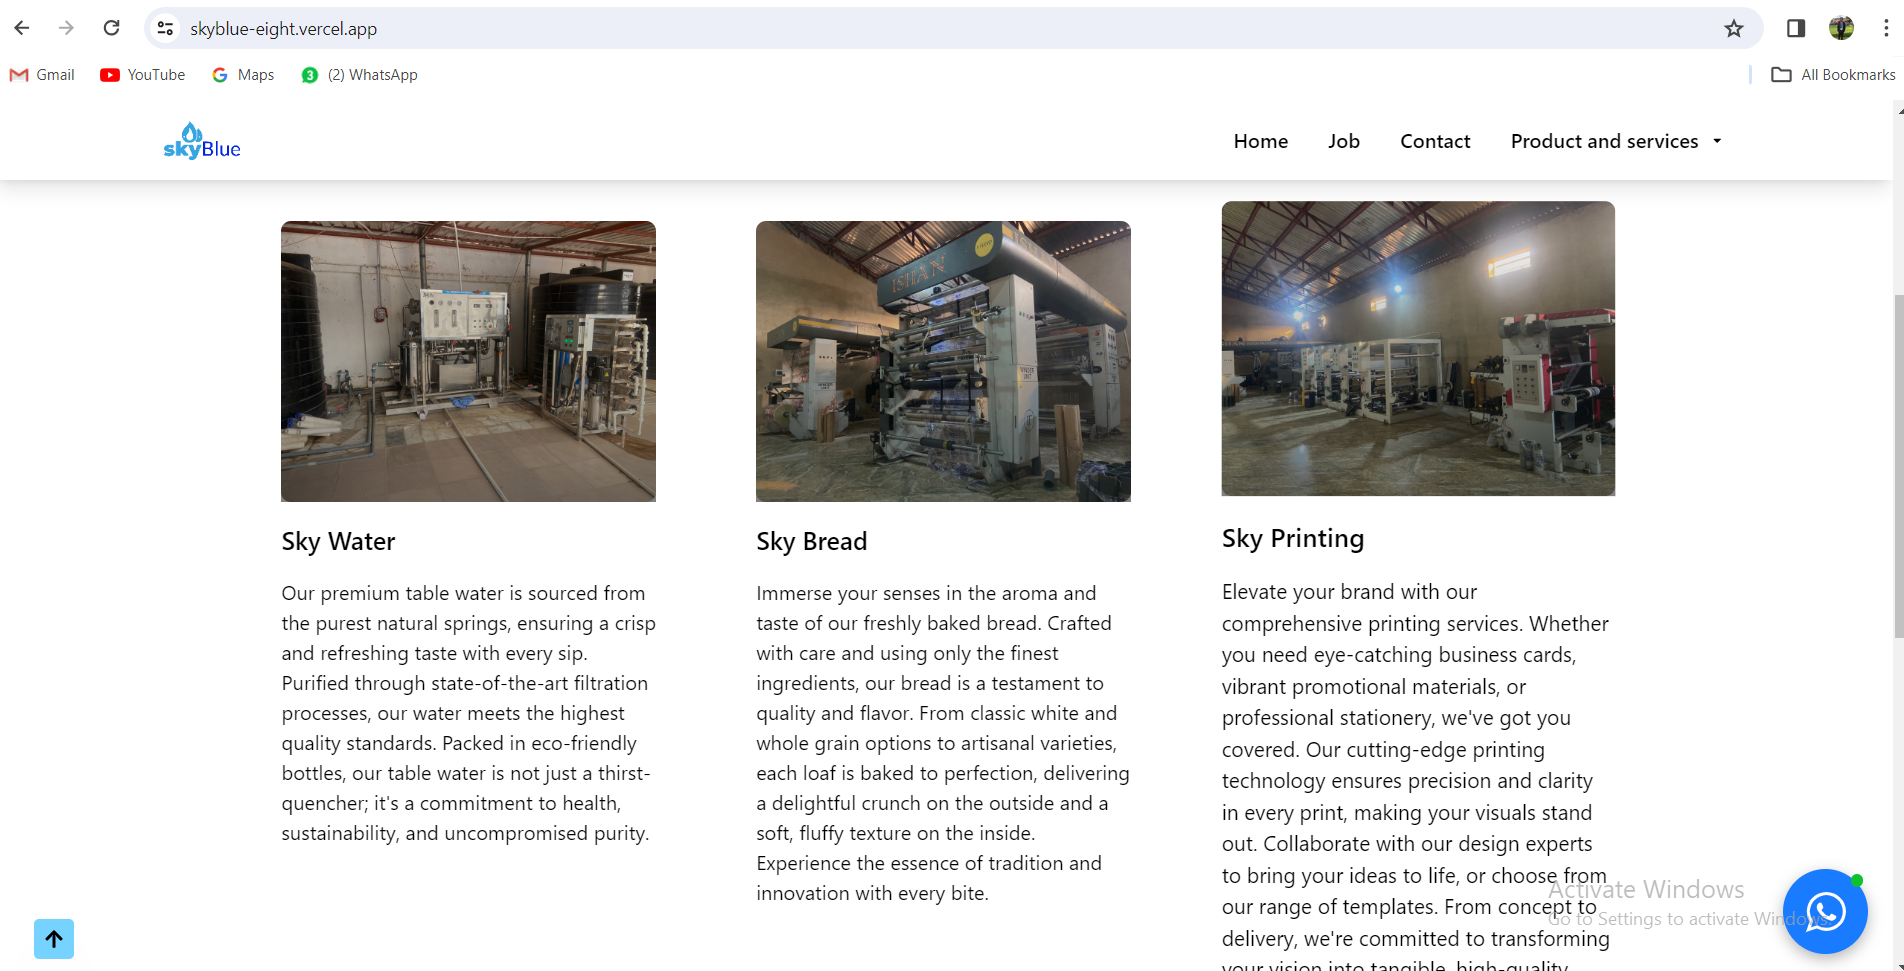 skyblue-eight.vercel.app
Gmail
YouTube
Maps
3
(2) WhatsApp
All Bookmarks
skyBlue
Home
Job
Contact
Product and services
ISHAN
Sky Water
Our premium table water is sourced from
the purest natural springs, ensuring a crisp
and refreshing taste with every sip.
Purified through state-of-the-art filtration
processes, our water meets the highest
quality standards. Packed in eco-friendly
bottles, our table water is not just a thirst-
quencher; it's a commitment to health,
sustainability, and uncompromised purity.
Sky Bread
Immerse your senses in the aroma and
taste of our freshly baked bread. Crafted
with care and using only the finest
ingredients, our bread is a testament to
quality and flavor. From classic white and
whole grain options to artisanal varieties,
each loaf is baked to perfection, delivering
a delightful crunch on the outside and a
soft, fluffy texture on the inside.
Experience the essence of tradition and
innovation with every bite.
Sky Printing
Elevate your brand with our
comprehensive printing services. Whether
you need eye-catching business cards,
vibrant promotional materials, or
professional stationery, we've got you
covered. Our cutting-edge printing
technology ensures precision and clarity
in every print, making your visuals stand
out. Collaborate with our design experts
to bring your ideas to life, or choose from
our range of templates. From concept to
delivery, we're committed to transforming
your vision into tangible, high-quality
Activate Windows
Go to Settings to activate Windows.